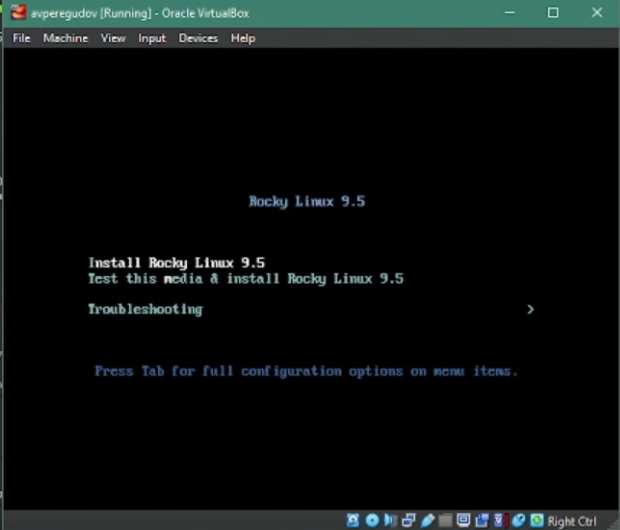 avperegudov [Running] - Oracle VirtualBox
File Machine View Input Devices Help
Rocky Linux 9.5
Install Rocky Linux 9.5
Test this media & install Rocky Linux 9.5
Troubleshooting >
Press Tab for full configuration options on menu items.
Right Ctrl